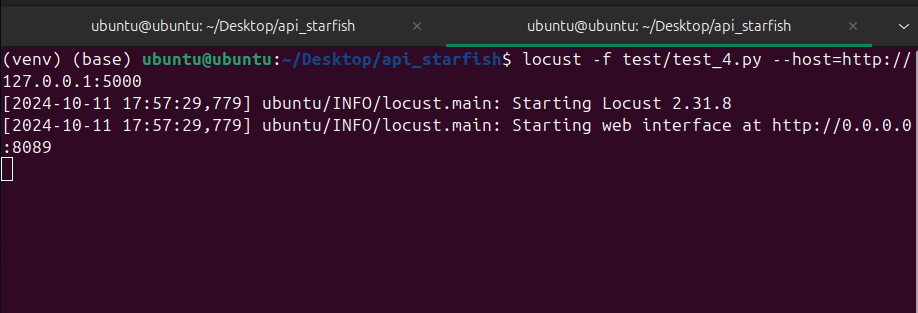 ubuntu@ubuntu: ~/Desktop/api_starfish
ubuntu@ubuntu: ~/Desktop/api_starfish
(venv) (base) ubuntu@ubuntu:~/Desktop/api_starfish$ locust -f test/test_4.py --host=http://
127.0.0.1:5000
[2024-10-11 17:57:29,779] ubuntu/INFO/locust.main: Starting Locust 2.31.8
[2024-10-11 17:57:29,779] ubuntu/INFO/locust.main: Starting web interface at http://0.0.0.0
:8089